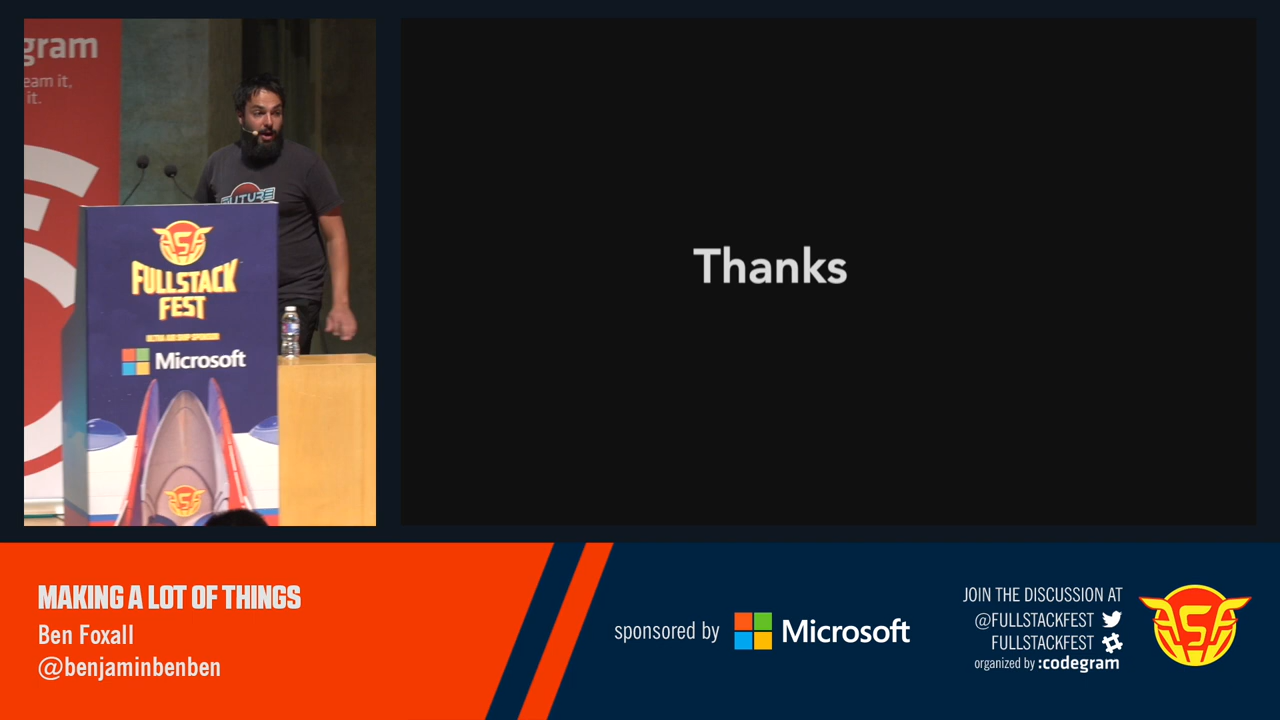 gram
eam it,
it.
FUTURE
FULLSTACK
FEST
Microsoft
Thanks
MAKING A LOT OF THINGS
Ben Foxall
@benjaminbenben
sponsored by Microsoft
JOIN THE DISCUSSION AT
@FULLSTACKFEST
FULLSTACKFEST
organized by :codegram